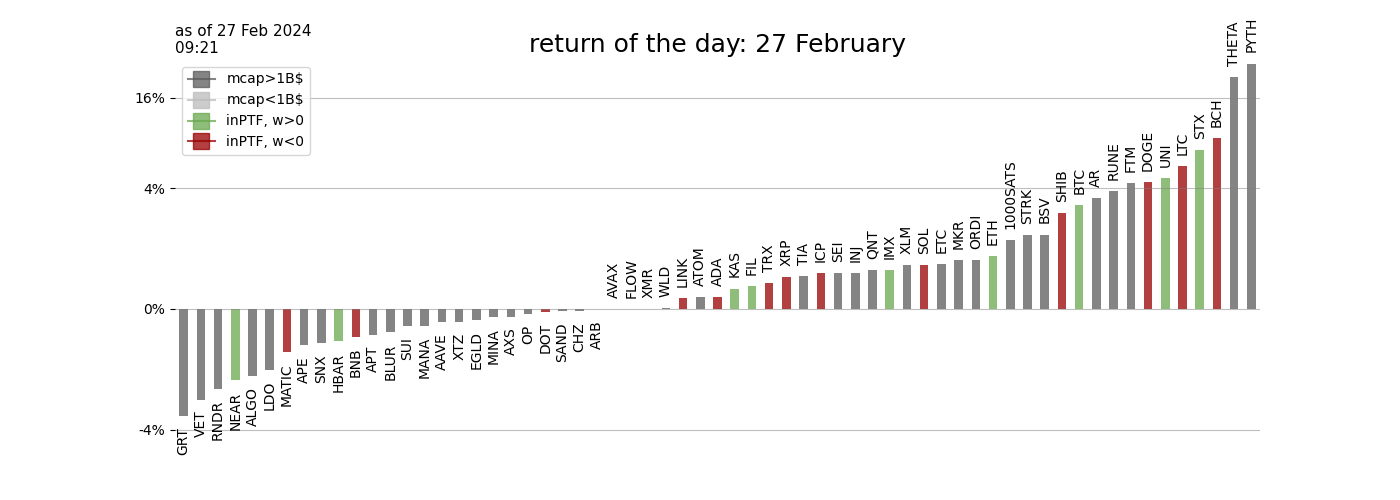 as of 27 Feb 2024
09:21
return of the day: 27 February
mcap>1B$
mcap<1B$
inPTF, w>0
inPTF, w<0
16%
4%
0%
-4%
GRT
VET
RNDR
NEAR
ALGO
LDO
MATIC
APE
SNX
HBAR
BNB
APT
BLUR
SUI
MANA
AAVE
XTZ
EGLD
MINA
AXS
OP
DOT
SAND
CHZ
ARB
AVAX
FLOW
XMR
WLD
LINK
ATOM
ADA
KAS
FIL
TRX
XRP
TIA
ICP
SEI
INJ
QNT
IMX
XLM
SOL
ETC
MKR
ORDI
ETH
1000SATS
STRK
BSV
SHIB
BTC
AR
RUNE
FTM
DOGE
UNI
LTC
STX
BCH
THETA
PYTH